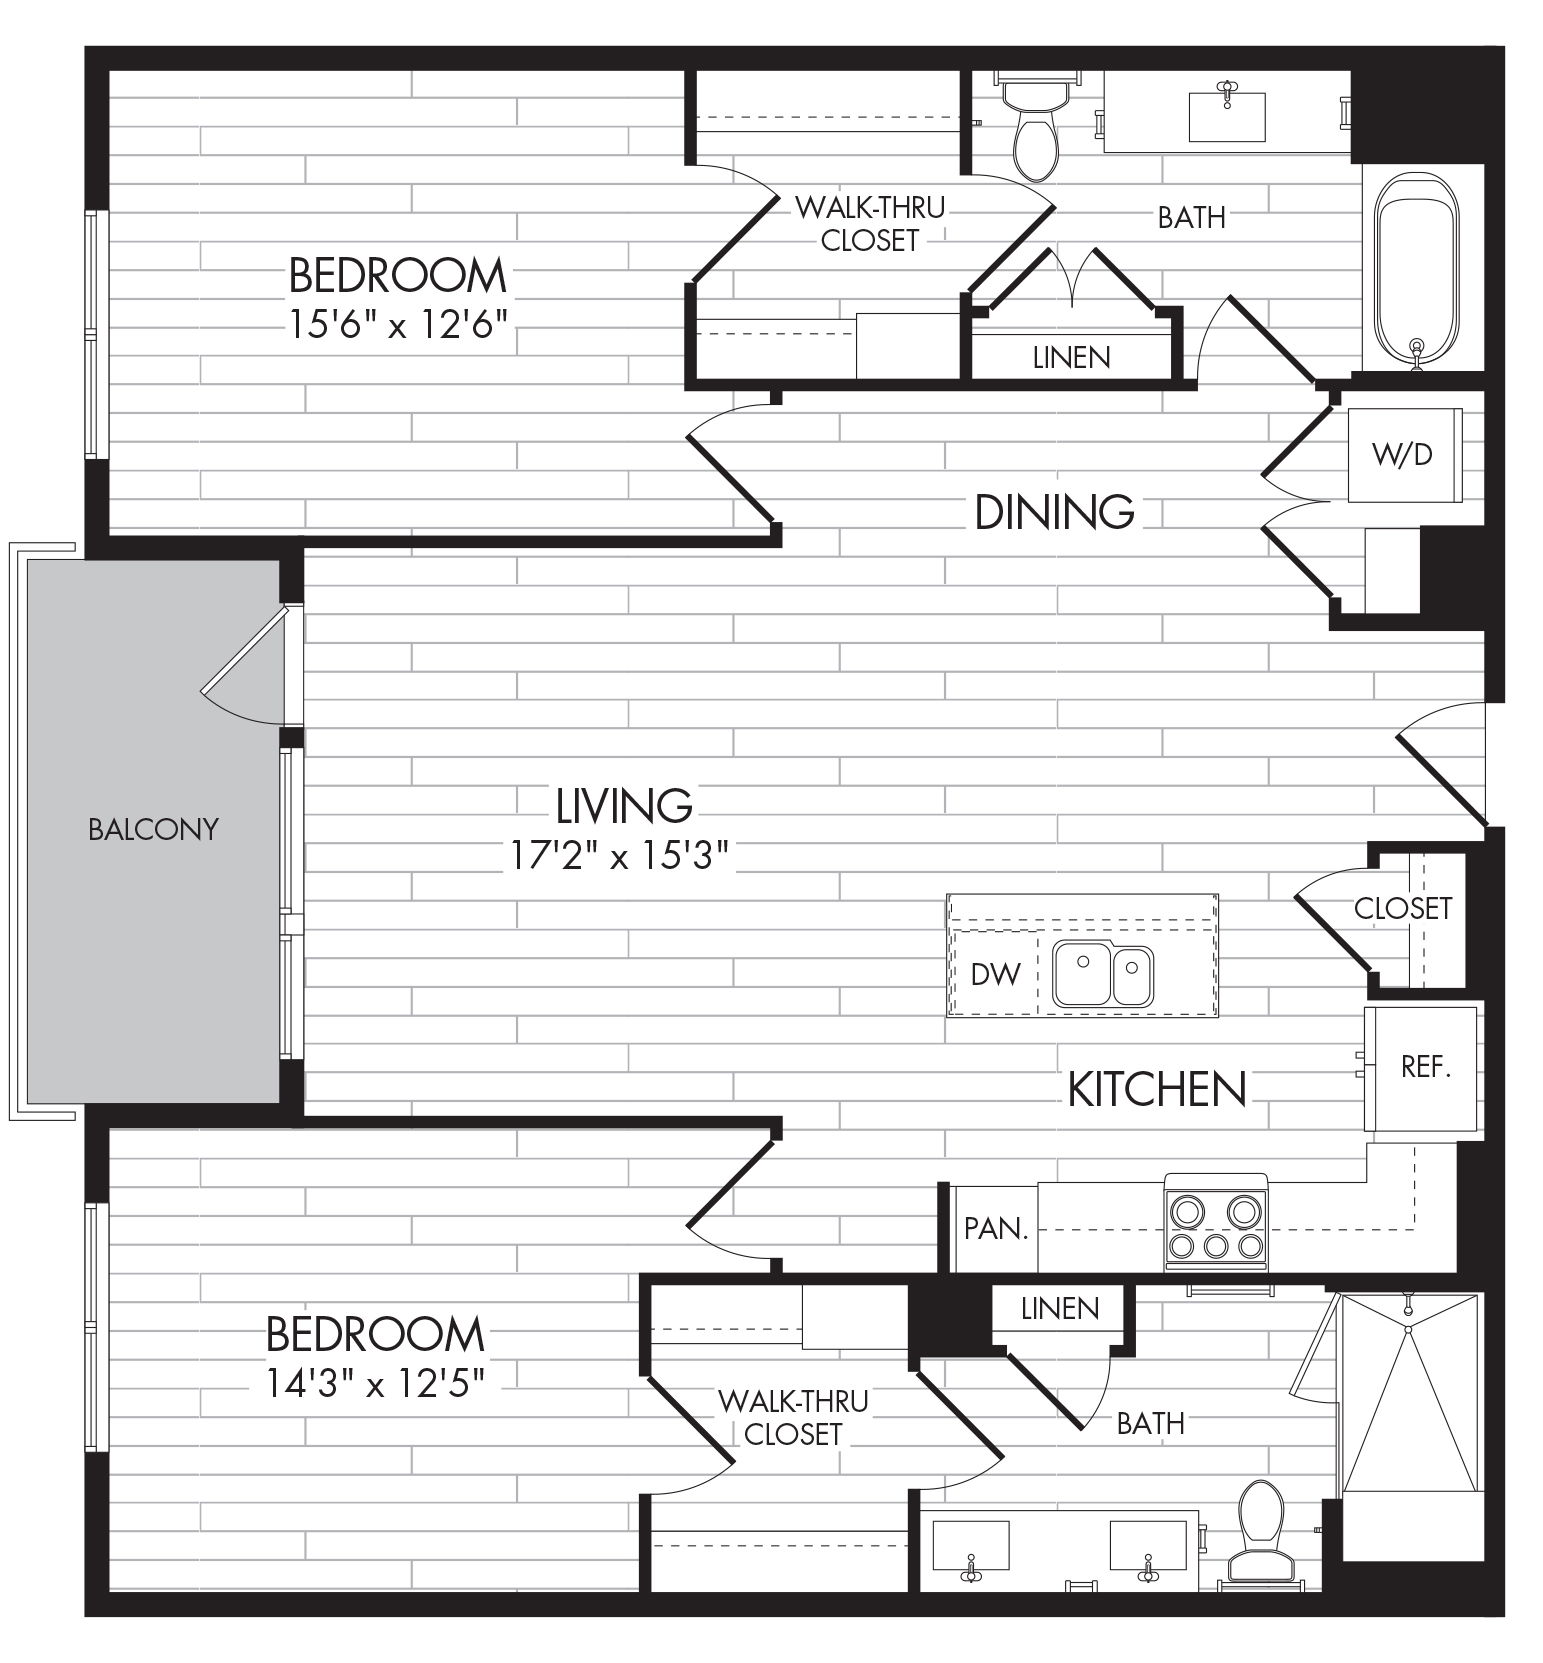 WALK-THRU
CLOSET
BATH
BEDROOM
15'6" x 12'6"
LINEN
W/D
DINING
LIVING
17'2" x 15'3"
BALCONY
CLOSET
DW
REF.
KITCHEN
PAN.
LINEN
BEDROOM
14'3" x 12'5"
WALK-THRU
CLOSET
BATH